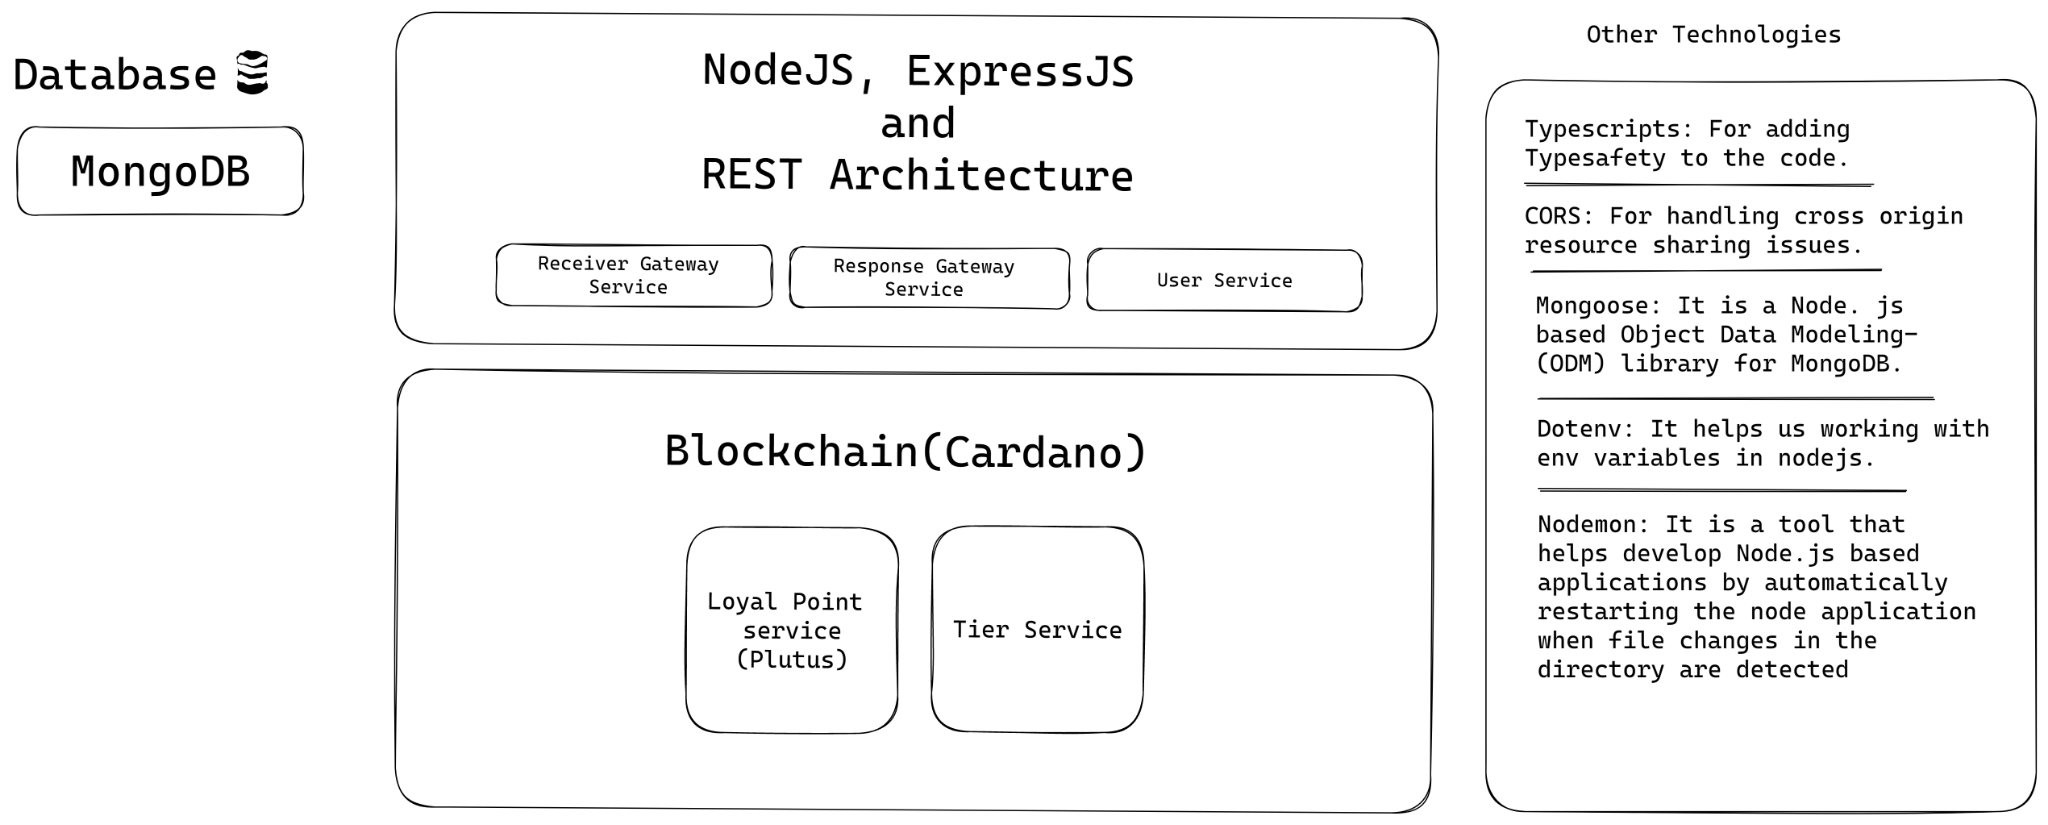 Database
MongoDB
NodeJS, ExpressJS
and
REST Architecture
Receiver Gateway
Service
Response Gateway
Service
User Service
Blockchain(Cardano)
Loyal Point
service
(Plutus)
Tier Service
Other Technologies
Typescripts: For adding
Typesafety to the code.
CORS: For handling cross origin
resource sharing issues.
Mongoose: It is a Node. js
based Object Data Modeling-
(ODM) library for MongoDB.
Dotenv: It helps us working with
env variables in nodejs.
Nodemon: It is a tool that
helps develop Node.js based
applications by automatically
restarting the node application
when file changes in the
directory are detected